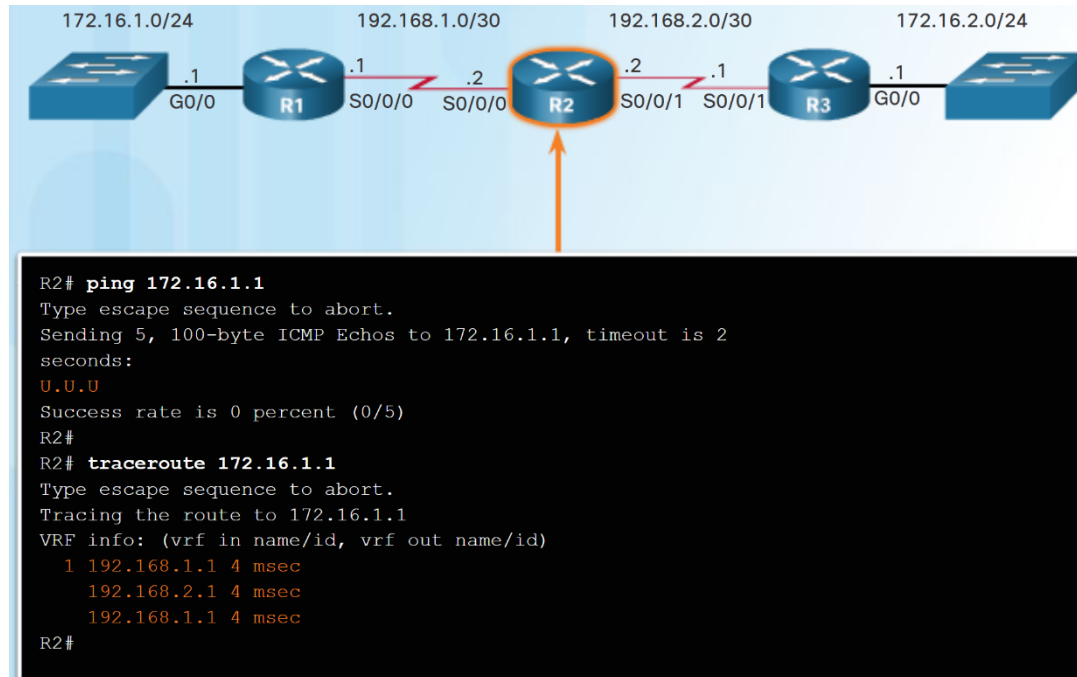 172.16.1.0/24 192.168.1.0/30 192.168.2.0/30 172.16.2.0/24
.1 .1 .2 .2 .1 .1
G0/0 R1 S0/0/0 S0/0/0 R2 S0/0/1 S0/0/1 R3 G0/0
R2# ping 172.16.1.1
Type escape sequence to abort.
Sending 5, 100-byte ICMP Echos to 172.16.1.1, timeout is 2
seconds:
U.U.U
Success rate is 0 percent (0/5)
R2#
R2# traceroute 172.16.1.1
Type escape sequence to abort.
Tracing the route to 172.16.1.1
VRF info: (vrf in name/id, vrf out name/id)
1 192.168.1.1 4 msec
192.168.2.1 4 msec
192.168.1.1 4 msec
R2#